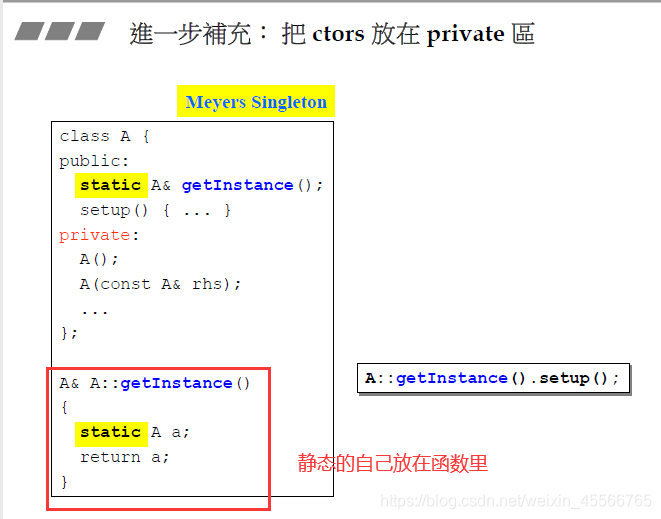 進一步補充： 把 ctors 放在 private 區
Meyers Singleton
class A {
public:
static A& getInstance();
setup() { ... }
private:
A();
A(const A& rhs);
...
};
A& A::getInstance()
{
static A a;
return a;
}
A::getInstance().setup();
静态的自己放在函数里
https://blog.csdn.net/weixin_45566765